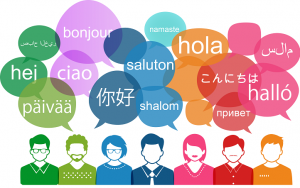 bonjour
namaste
hola
سلام
hej
ciao
saluton
こんにちは
halló
päivää
你好
shalom
привет